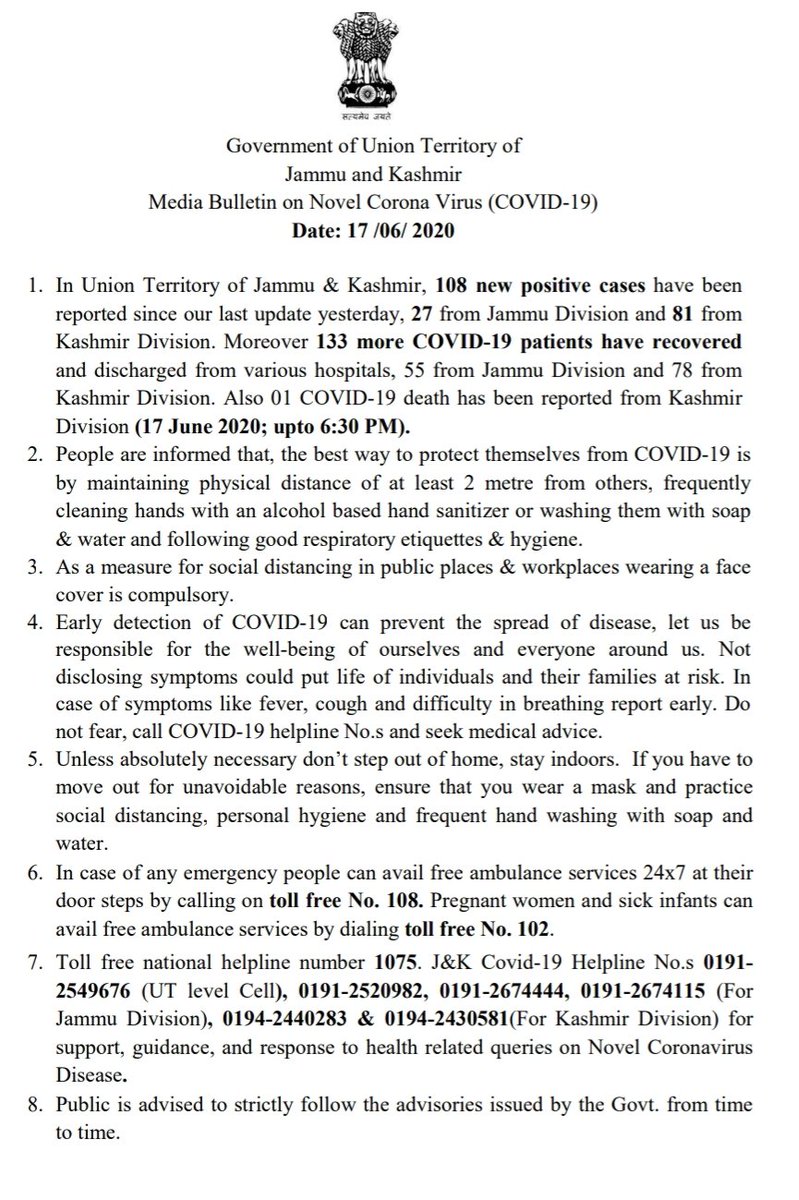 सत्यमेव जयते
Government of Union Territory of
Jammu and Kashmir
Media Bulletin on Novel Corona Virus (COVID-19)
Date: 17 /06/ 2020
1. In Union Territory of Jammu & Kashmir, 108 new positive cases have been
reported since our last update yesterday, 27 from Jammu Division and 81 from
Kashmir Division. Moreover 133 more COVID-19 patients have recovered
and discharged from various hospitals, 55 from Jammu Division and 78 from
Kashmir Division. Also 01 COVID-19 death has been reported from Kashmir
Division (17 June 2020; upto 6:30 PM).
2. People are informed that, the best way to protect themselves from COVID-19 is
by maintaining physical distance of at least 2 metre from others, frequently
cleaning hands with an alcohol based hand sanitizer or washing them with soap
& water and following good respiratory etiquettes & hygiene.
3. As a measure for social distancing in public places & workplaces wearing a face
cover is compulsory.
4. Early detection of COVID-19 can prevent the spread of disease, let us be
responsible for the well-being of ourselves and everyone around us. Not
disclosing symptoms could put life of individuals and their families at risk. In
case of symptoms like fever, cough and difficulty in breathing report early. Do
not fear, call COVID-19 helpline No.s and seek medical advice.
5. Unless absolutely necessary don’t step out of home, stay indoors. If you have to
move out for unavoidable reasons, ensure that you wear a mask and practice
social distancing, personal hygiene and frequent hand washing with soap and
water.
6. In case of any emergency people can avail free ambulance services 24x7 at their
door steps by calling on toll free No. 108. Pregnant women and sick infants can
avail free ambulance services by dialing toll free No. 102.
7. Toll free national helpline number 1075. J&K Covid-19 Helpline No.s 0191-
2549676 (UT level Cell), 0191-2520982, 0191-2674444, 0191-2674115 (For
Jammu Division), 0194-2440283 & 0194-2430581(For Kashmir Division) for
support, guidance, and response to health related queries on Novel Coronavirus
Disease.
8. Public is advised to strictly follow the advisories issued by the Govt. from time
to time.